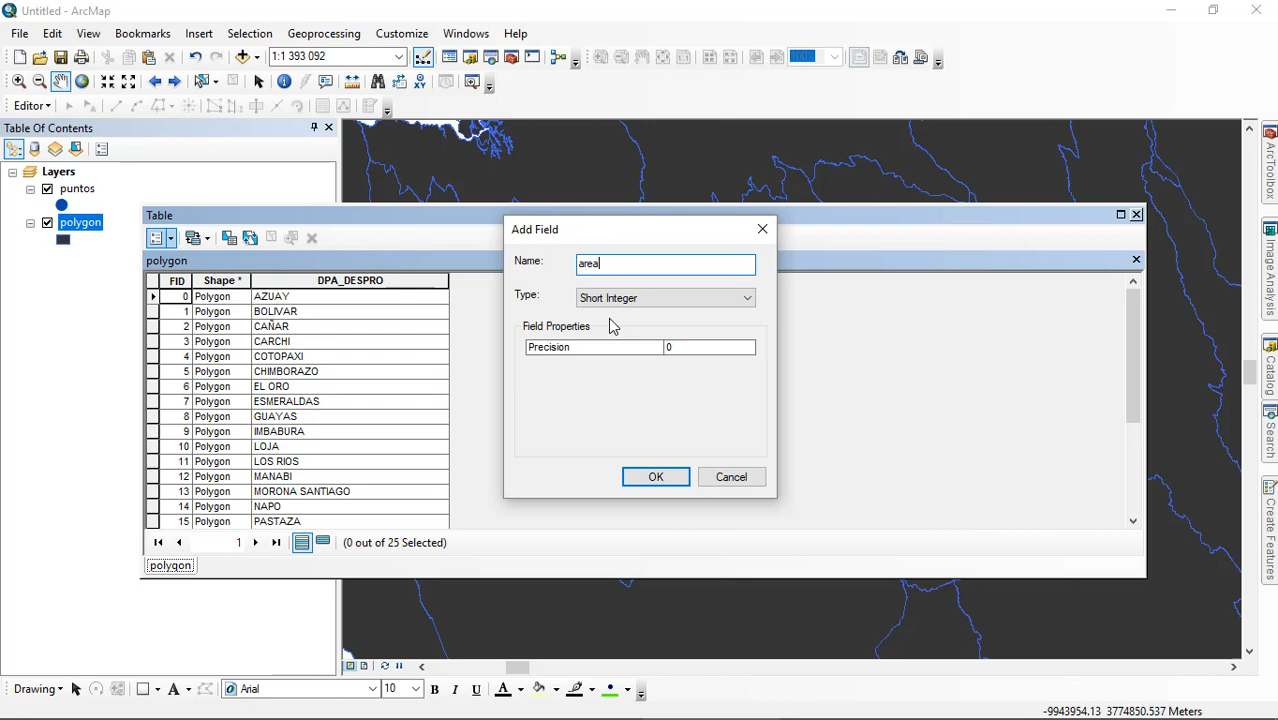 Untitled - ArcMap
File Edit View Bookmarks Insert Selection Geoprocessing Customize Windows Help
1:1 393 092
100%
Editor
Table Of Contents
Layers
puntos
polygon
Table
polygon
FID Shape * DPA_DESPRO
0 Polygon AZUAY
1 Polygon BOLIVAR
2 Polygon CAÑAR
3 Polygon CARCHI
4 Polygon COTOPAXI
5 Polygon CHIMBORAZO
6 Polygon EL ORO
7 Polygon ESMERALDAS
8 Polygon GUAYAS
9 Polygon IMBABURA
10 Polygon LOJA
11 Polygon LOS RIOS
12 Polygon MANABI
13 Polygon MORONA SANTIAGO
14 Polygon NAPO
15 Polygon PASTAZA
1 (0 out of 25 Selected)
polygon
Add Field
Name: area
Type: Short Integer
Field Properties
Precision 0
OK Cancel
ArcToolbox
Image Analysis
Catalog
Search
Create Features
Drawing A Arial 10 B I U A
-9943954.13 3774850.537 Meters